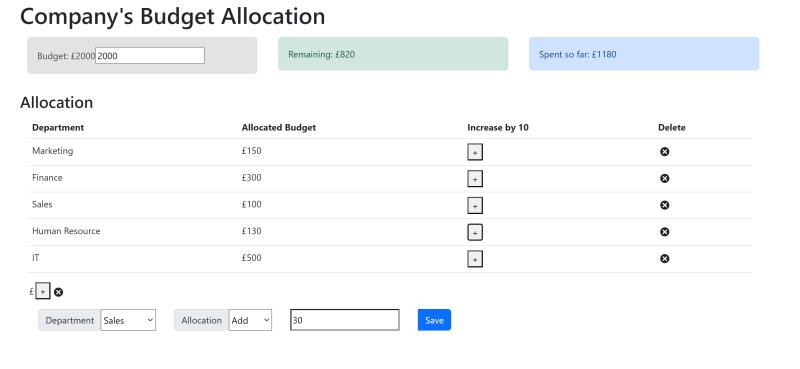 Company's Budget Allocation
Budget: £2000 2000
Remaining: £820
Spent so far: £1180
Allocation
Department Allocated Budget Increase by 10 Delete
Marketing £150 +
Finance £300 +
Sales £100 +
Human Resource £130 +
IT £500 +
£ +
Department Sales Allocation Add 30 Save